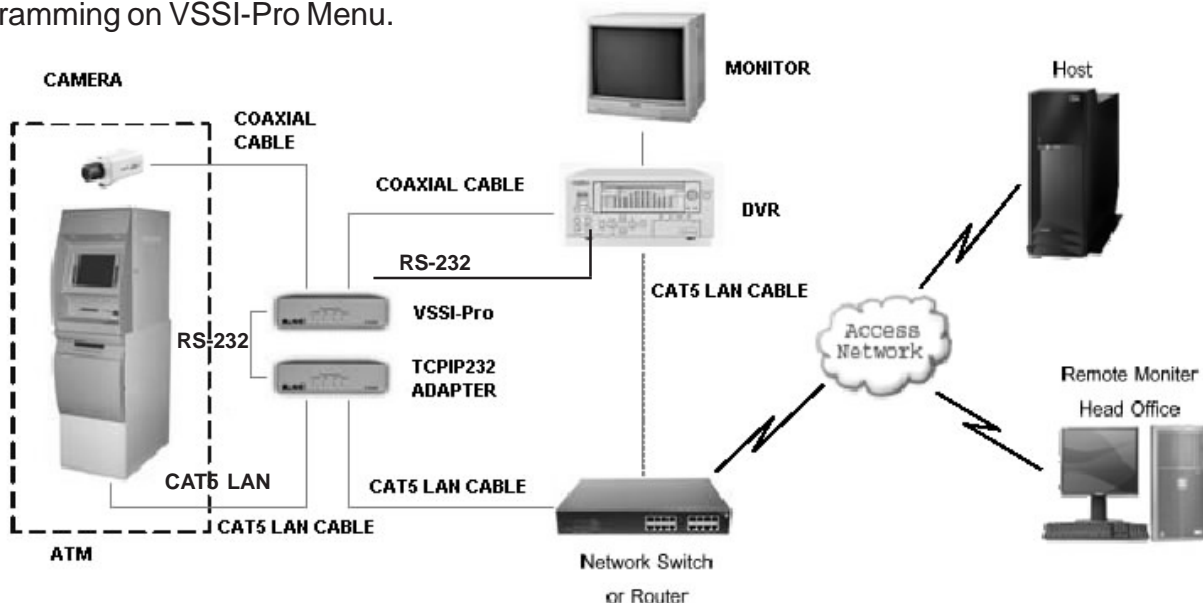 ramming on VSSI-Pro Menu.
CAMERA
COAXIAL
CABLE
MONITOR
Host
COAXIAL CABLE
DVR
RS-232
CAT5 LAN CABLE
VSSI-Pro
RS-232
TCPIP232
ADAPTER
Access
Network
Remote Moniter
Head Office
CAT5 LAN
CAT5 LAN CABLE
CAT5 LAN CABLE
ATM
Network Switch
or Router